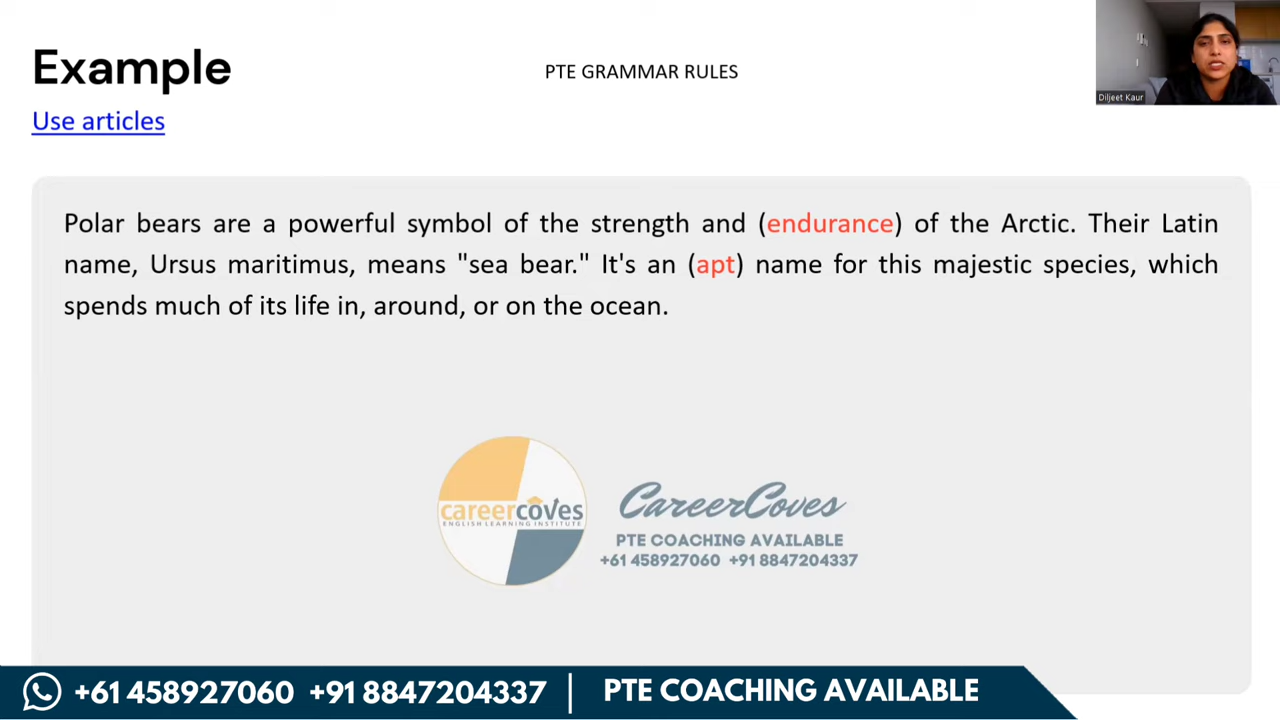 Example
PTE GRAMMAR RULES
Diljeet Kaur
Use articles
Polar bears are a powerful symbol of the strength and (endurance) of the Arctic. Their Latin
name, Ursus maritimus, means "sea bear." It's an (apt) name for this majestic species, which
spends much of its life in, around, or on the ocean.
careercoves
ENGLISH LEARNING INSTITUTE
CareerCoves
PTE COACHING AVAILABLE
+61 458927060 +91 8847204337
+61 458927060 +91 8847204337 | PTE COACHING AVAILABLE